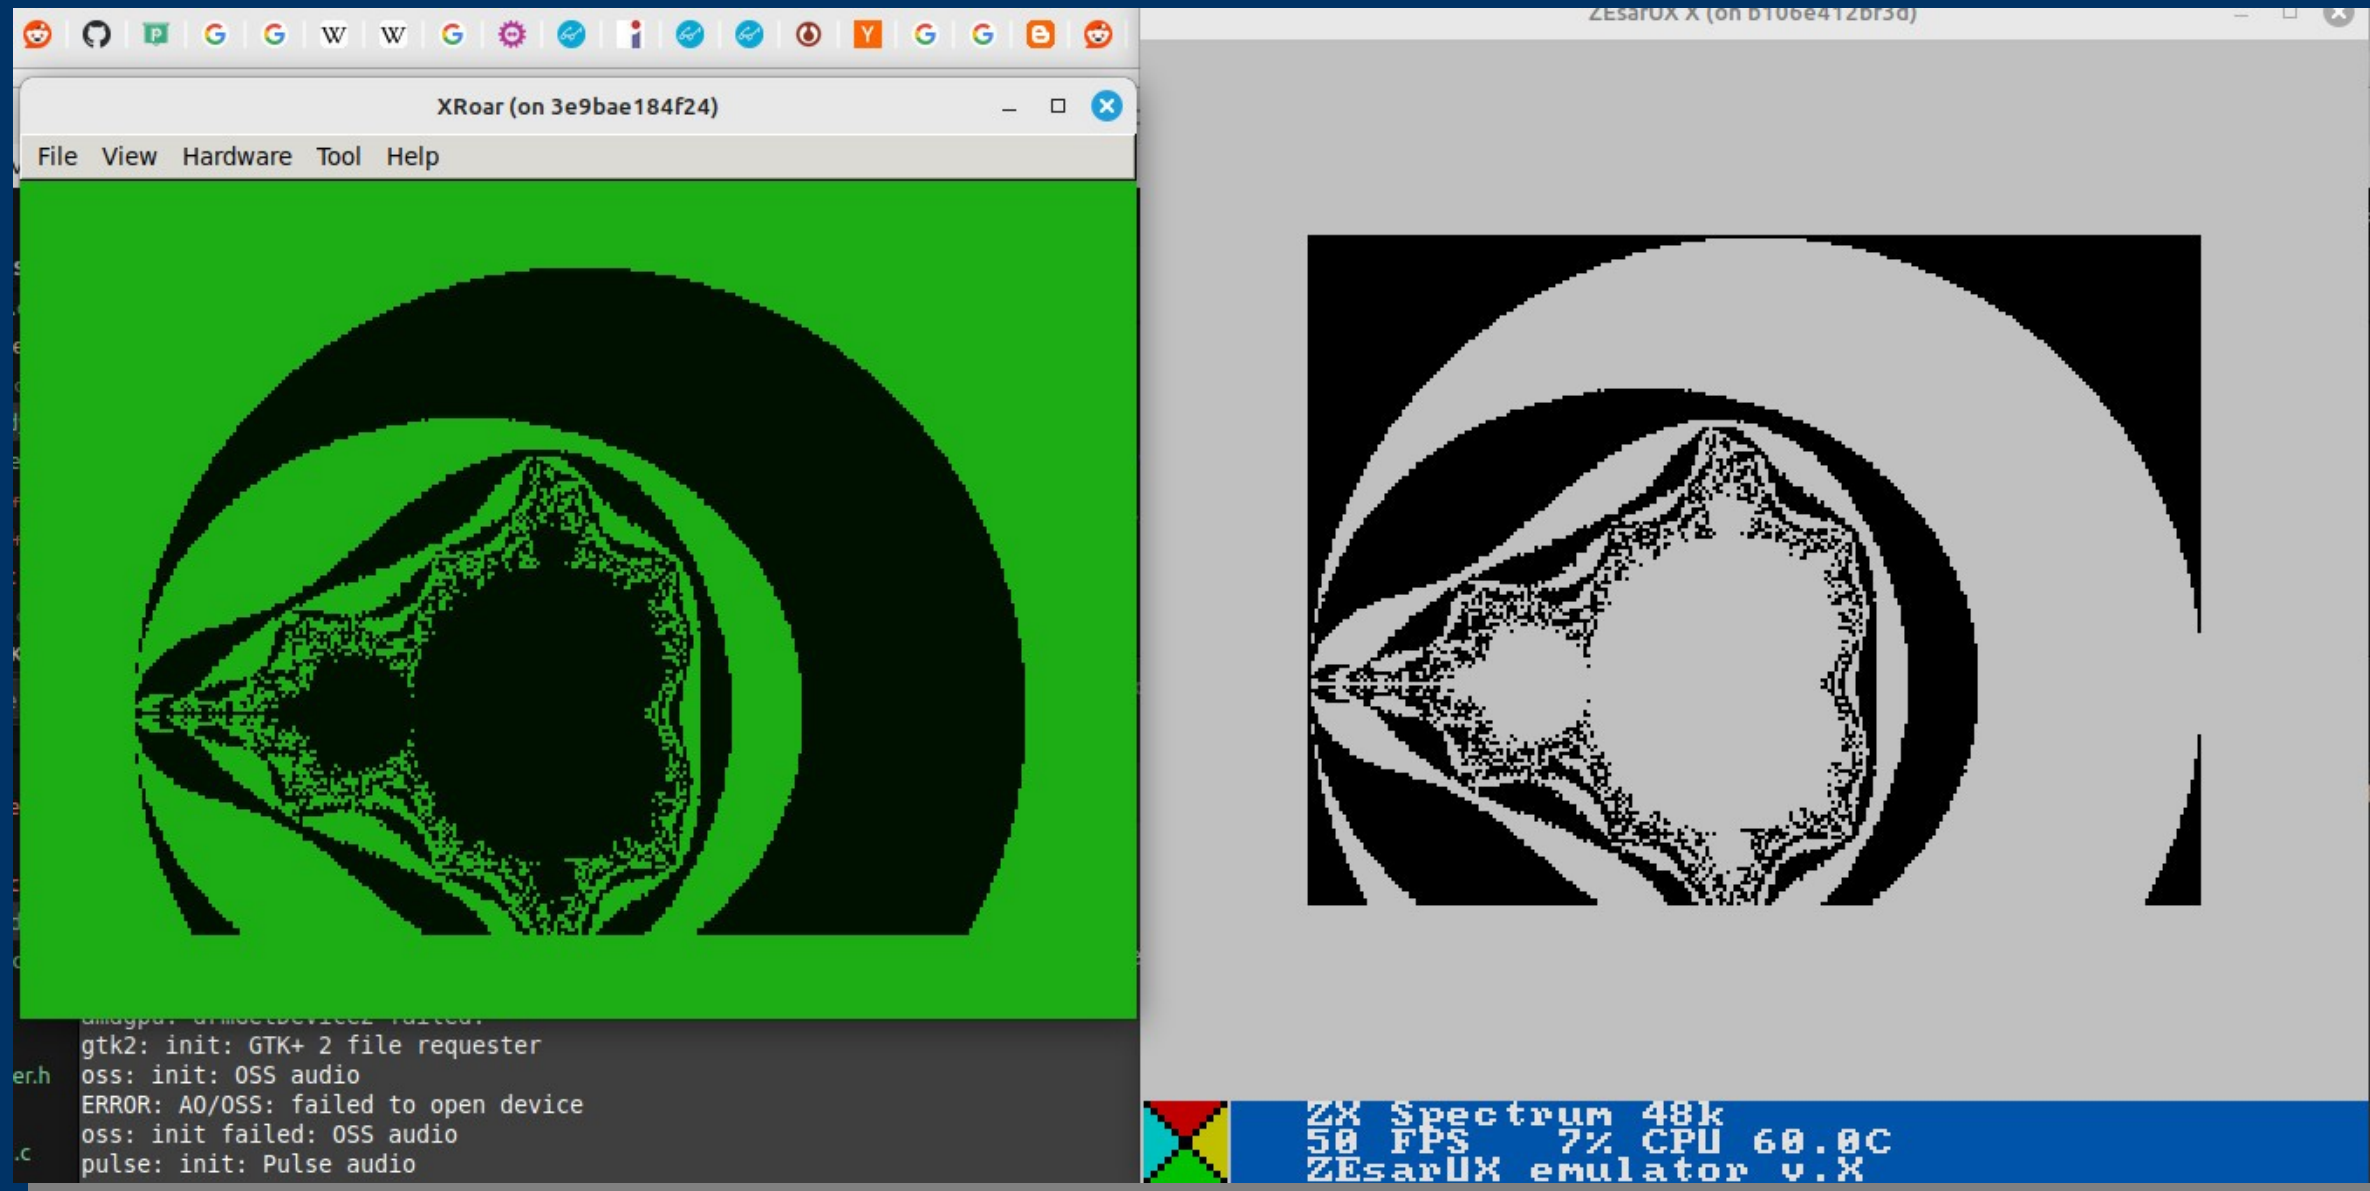 ZEsarUX X (on b106e412bf3d)
XRoar (on 3e9bae184f24)
File View Hardware Tool Help
gtk2: init: GTK+ 2 file requester
er.h
oss: init: OSS audio
ERROR: AO/OSS: failed to open device
oss: init failed: OSS audio
.c
pulse: init: Pulse audio
ZX Spectrum 48k
50 FPS 7% CPU 60.0C
ZEsarUX emulator v.X